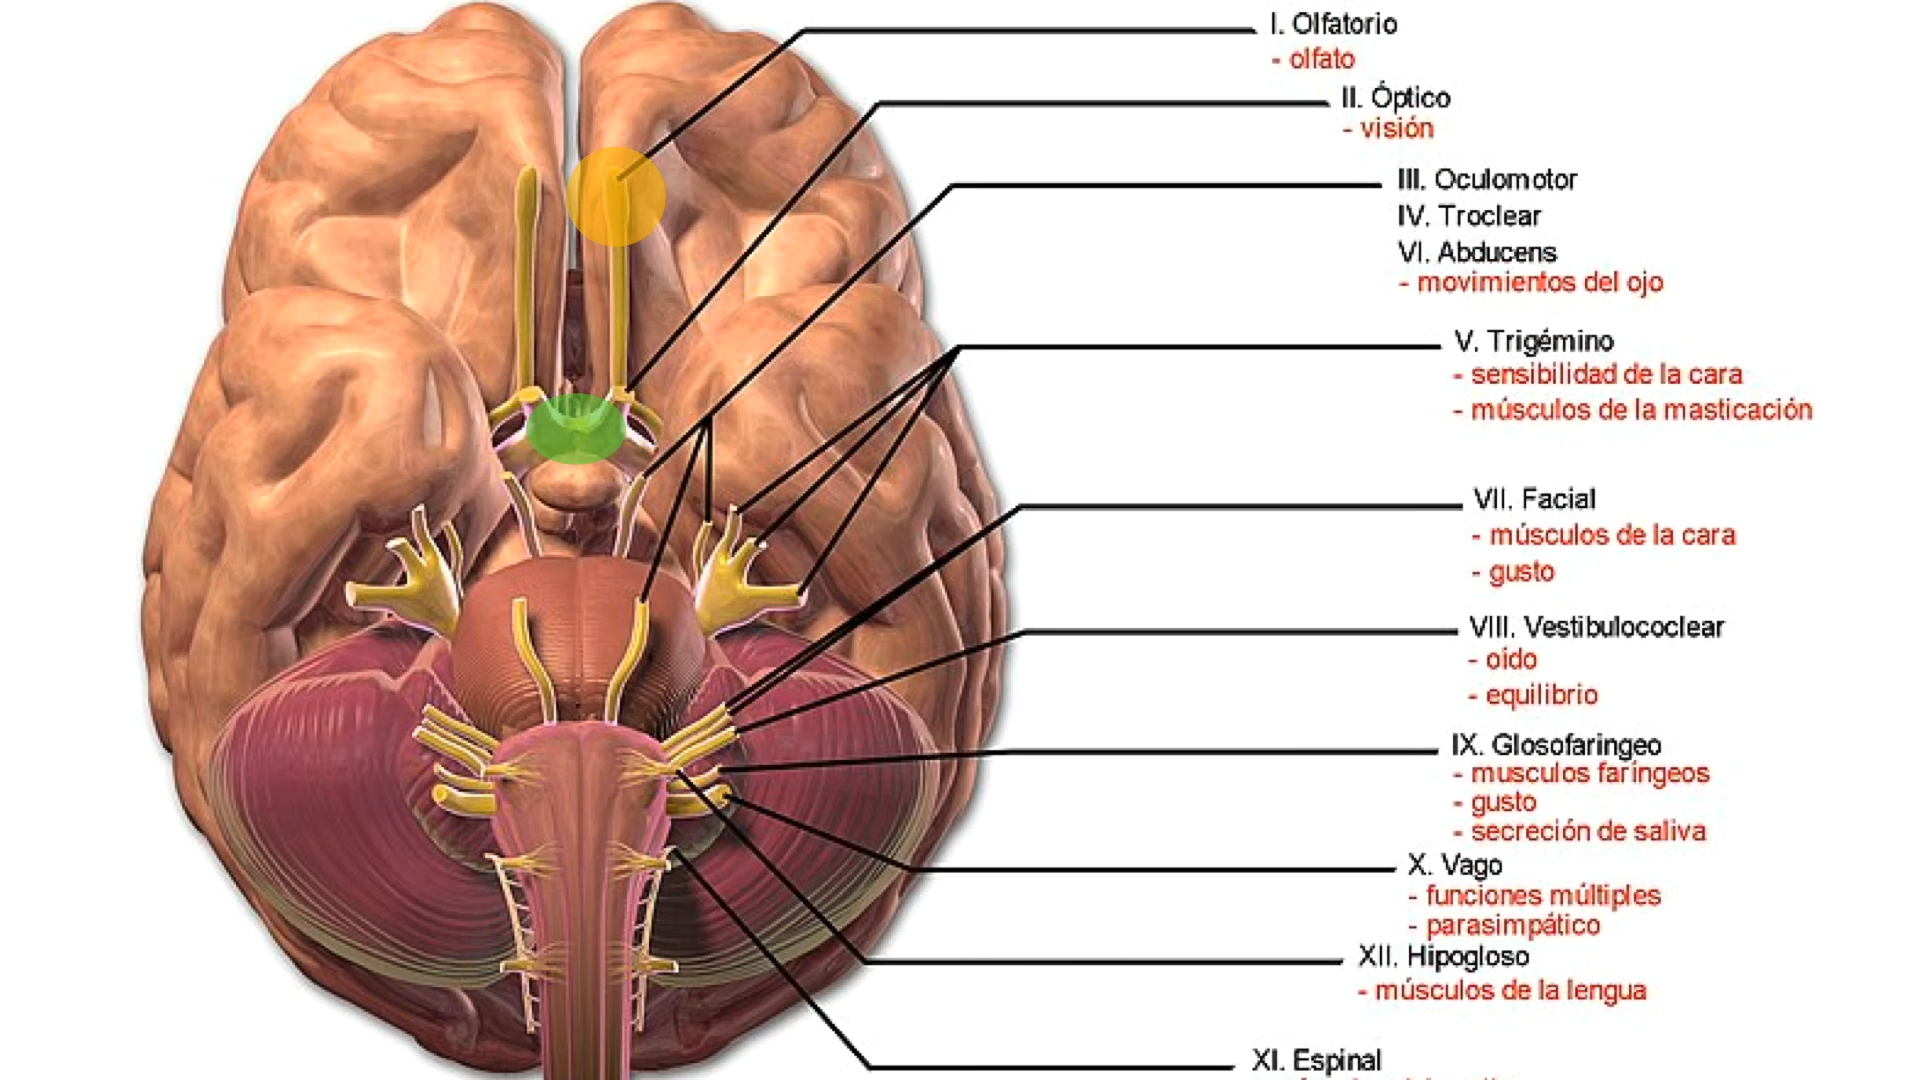 I. Olfatorio
- olfato
II. Óptico
- visión
III. Oculomotor
IV. Troclear
VI. Abducens
- movimientos del ojo
V. Trigémino
- sensibilidad de la cara
- músculos de la masticación
VII. Facial
- músculos de la cara
- gusto
VIII. Vestibulococlear
- oído
- equilibrio
IX. Glosofaringeo
- musculos faríngeos
- gusto
- secreción de saliva
X. Vago
- funciones múltiples
- parasimpático
XII. Hipogloso
- músculos de la lengua
XI. Espinal